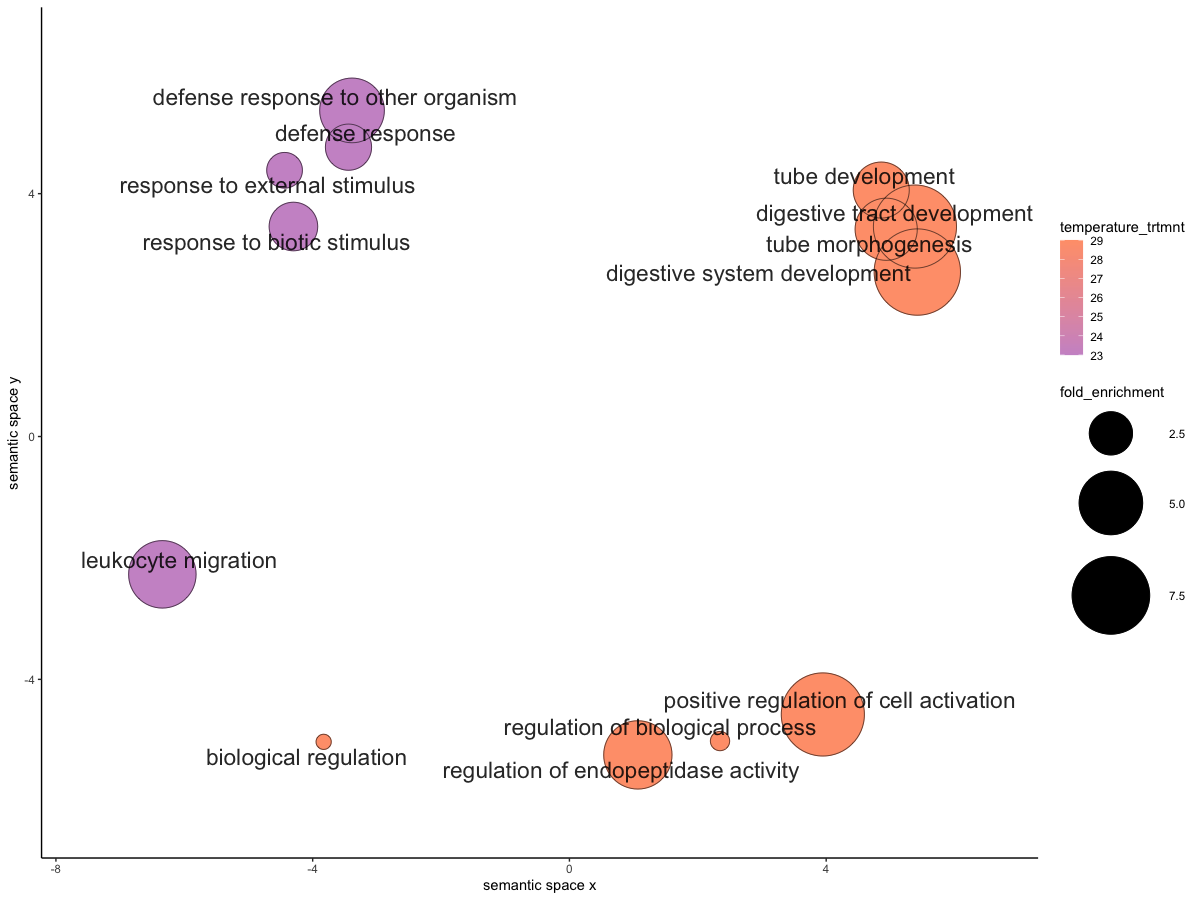 defense response to other organism
defense response
response to external stimulus
response to biotic stimulus
tube development
digestive tract development
tube morphogenesis
digestive system development
leukocyte migration
positive regulation of cell activation
regulation of biological process
biological regulation
regulation of endopeptidase activity
4
0
-4
semantic space y
-8
-4
0
4
semantic space x
temperature_trtmnt
29
28
27
26
25
24
23
fold_enrichment
2.5
5.0
7.5